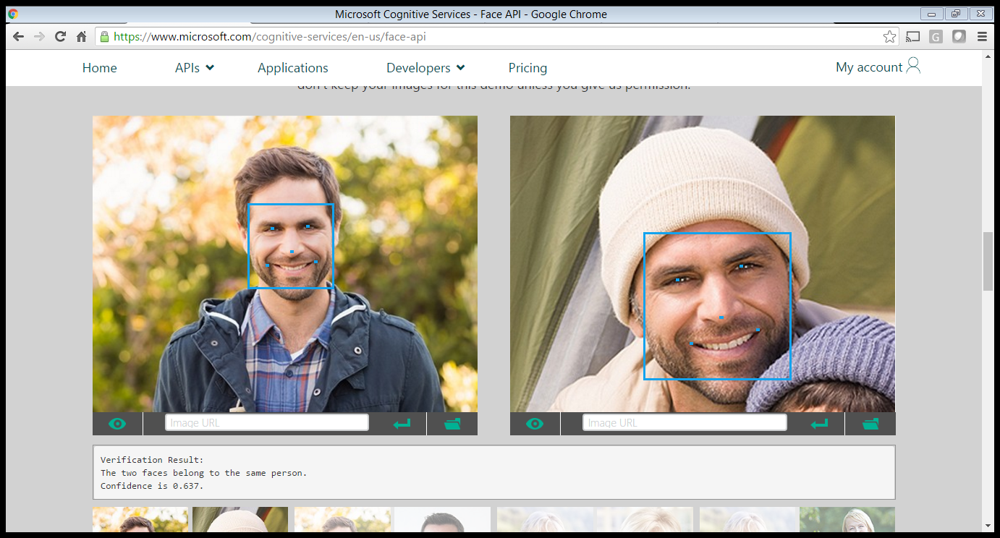 Microsoft Cognitive Services - Face API - Google Chrome
https://www.microsoft.com/cognitive-services/en-us/face-api
G
Home APIs Applications Developers Pricing My account
don't keep your images for this demo unless you give us permission.
Image URL Image URL
Verification Result:
The two faces belong to the same person.
Confidence is 0.637.